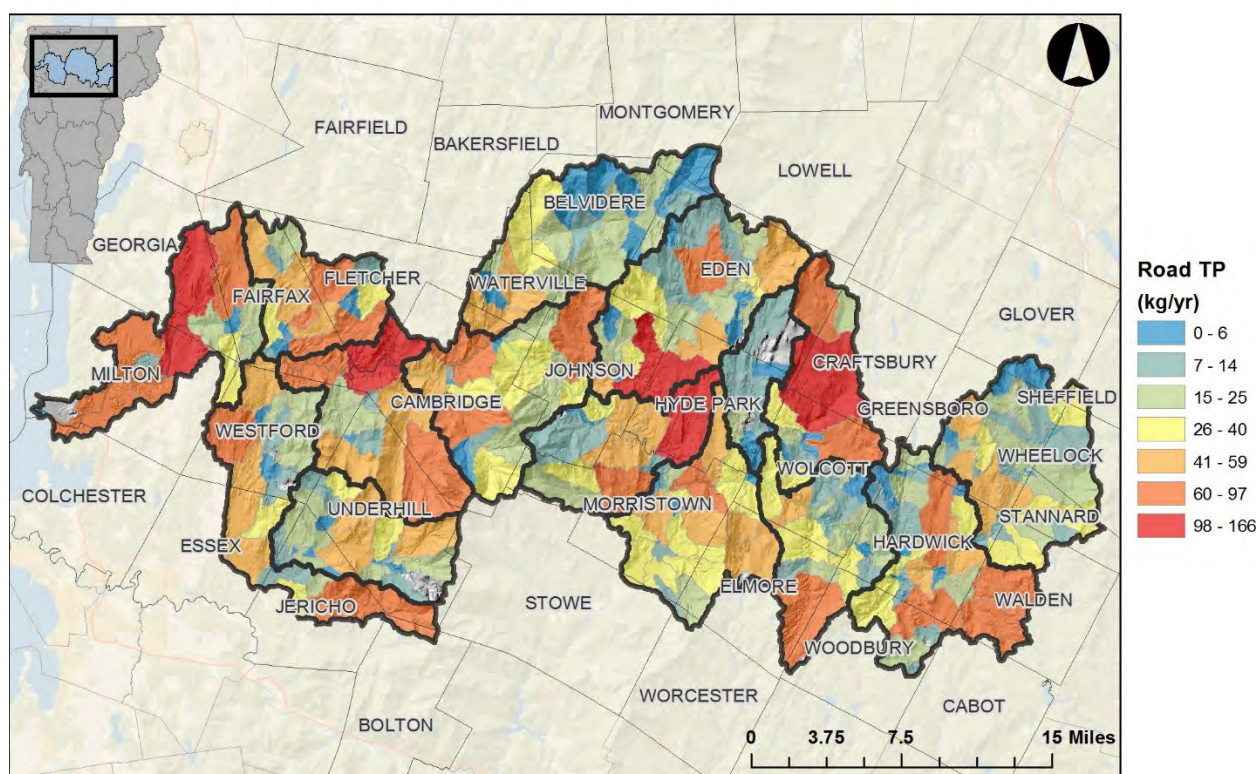 MONTGOMERY
FAIRFIELD
BAKERSFIELD
LOWELL
BELVIDERE
GEORGIA
EDEN
FLETCHER
WATERVILLE
FAIRFAX
GLOVER
MILTON
JOHNSON
CRAFTSBURY
SHEFFIELD
CAMBRIDGE
HYDE PARK
GREENSBORO
WESTFORD
WHEELOCK
WOLCOTT
COLCHESTER
MORRISTOWN
UNDERHILL
STANNARD
ESSEX
HARDWICK
ELMORE
WALDEN
STOWE
JERICHO
WOODBURY
WORCESTER
CABOT
BOLTON
0 3.75 7.5 15 Miles
Road TP
(kg/yr)
0 - 6
7 - 14
15 - 25
26 - 40
41 - 59
60 - 97
98 - 166